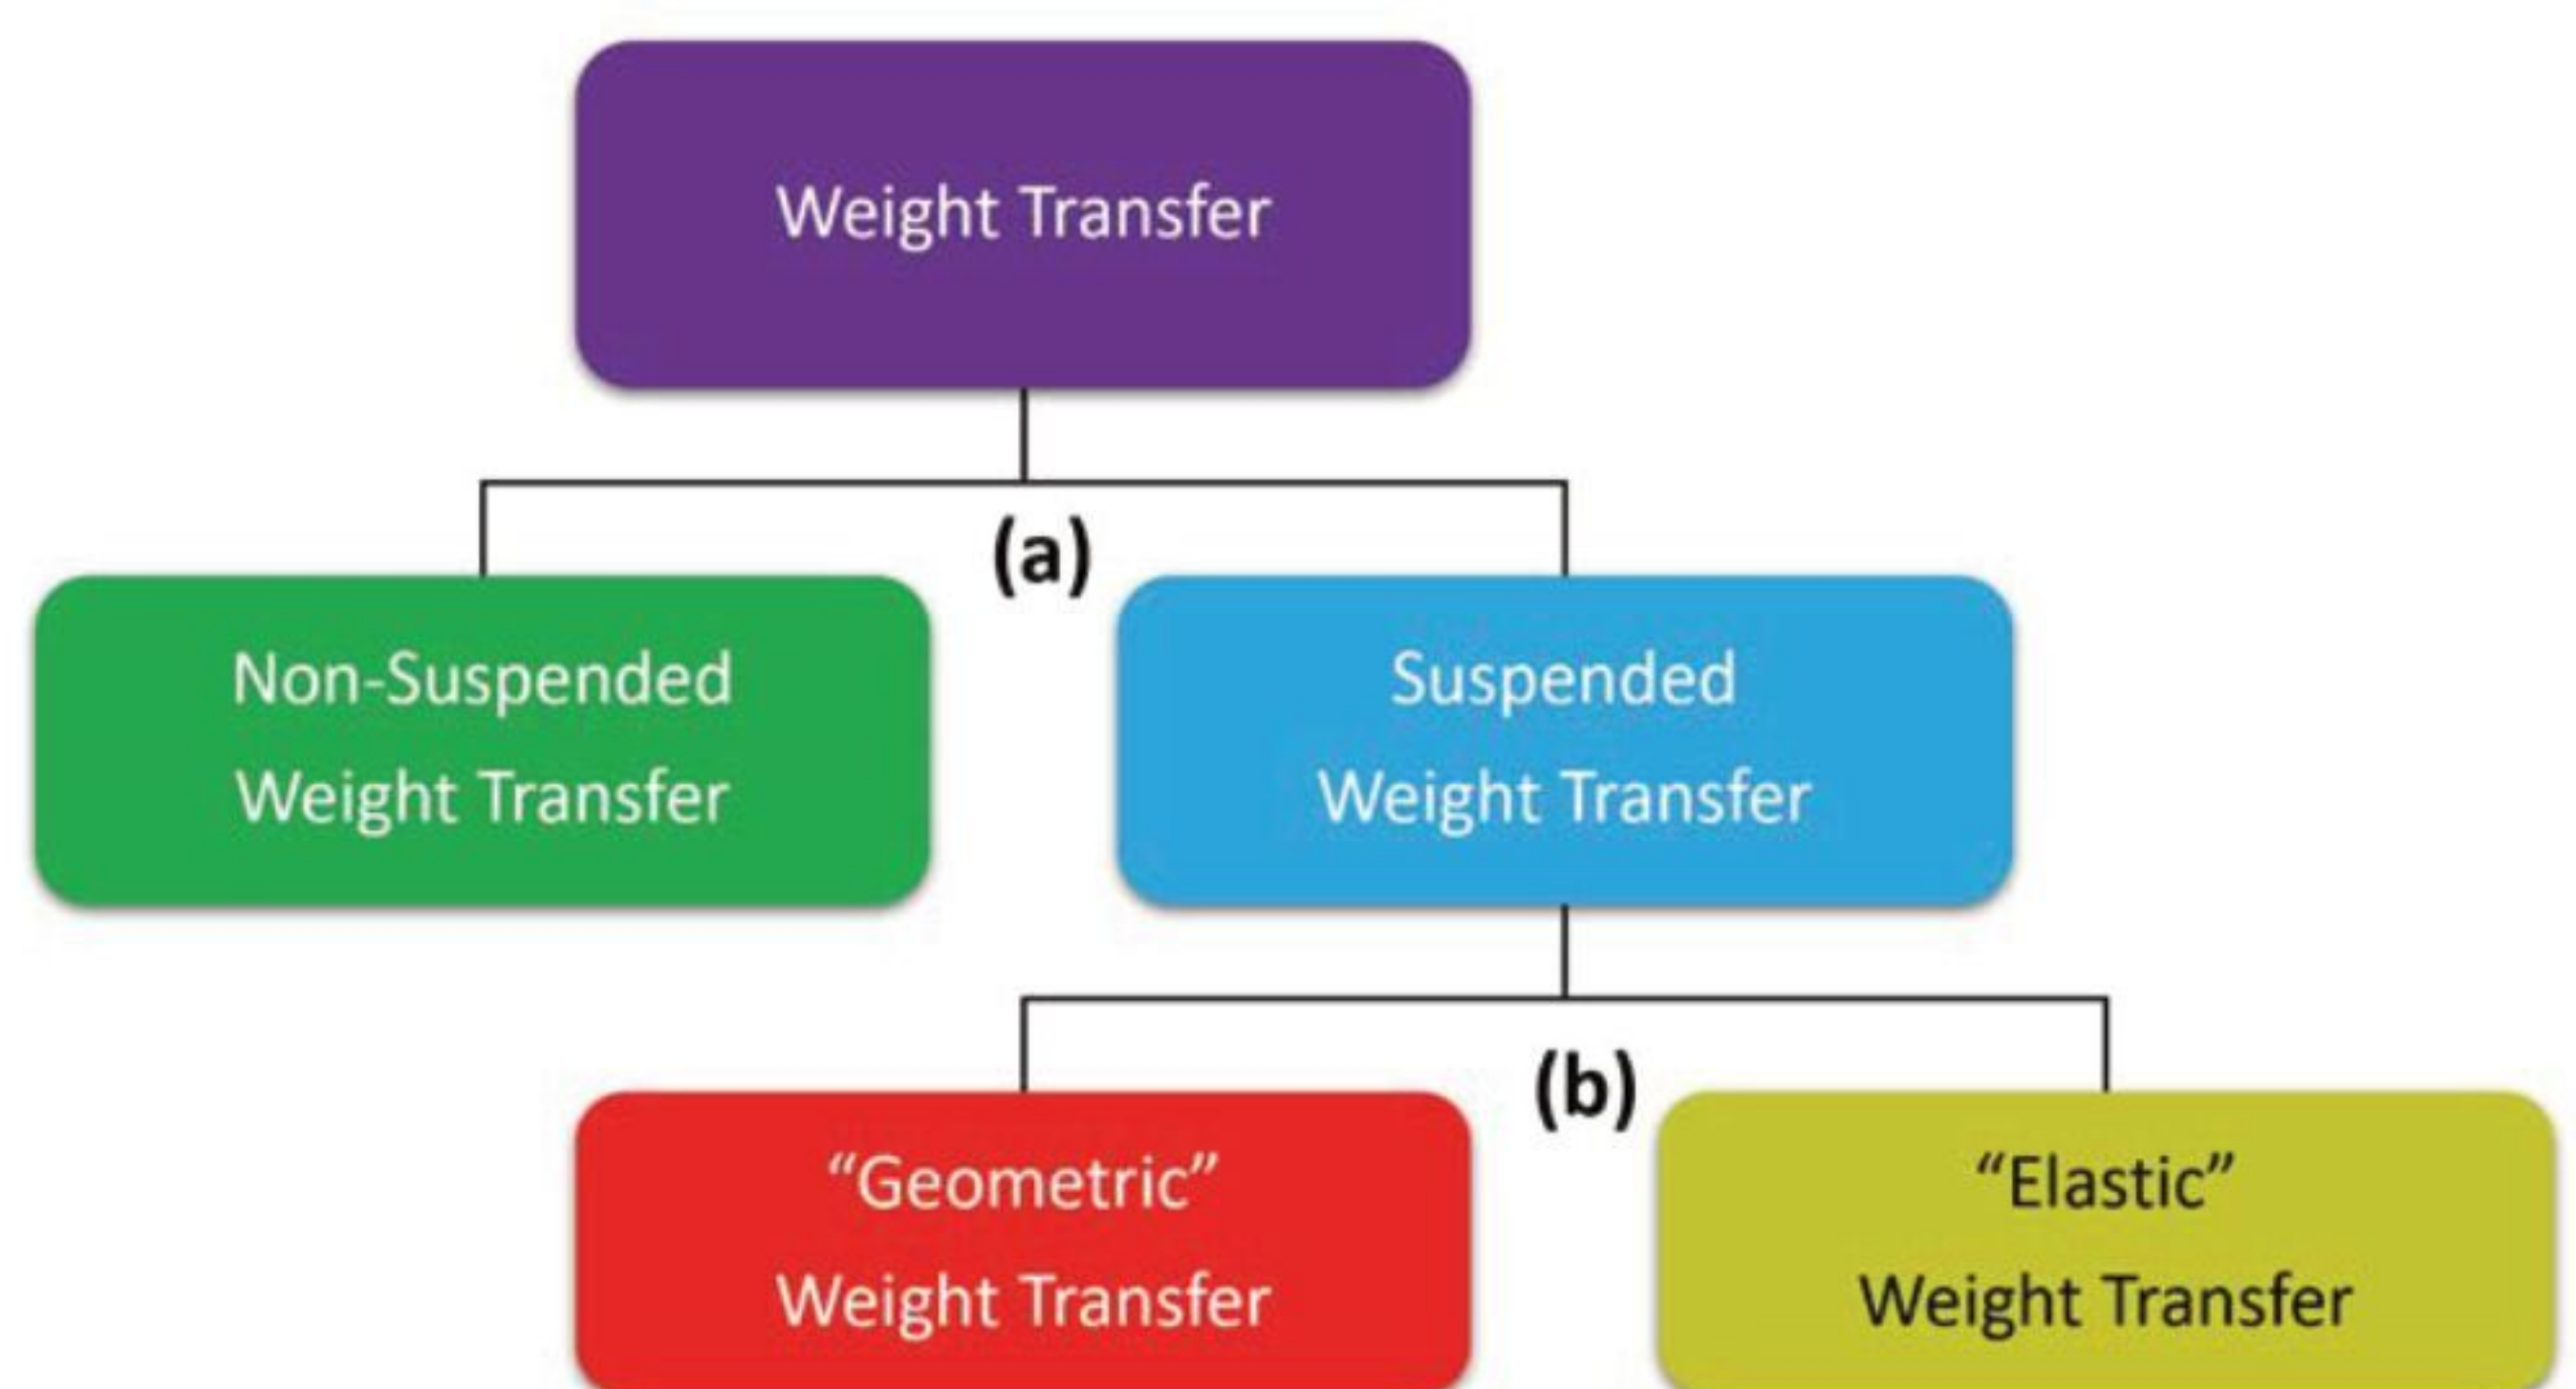 Weight Transfer
(a)
Non-Suspended
Weight Transfer
Suspended
Weight Transfer
(b)
“Geometric”
Weight Transfer
“Elastic”
Weight Transfer